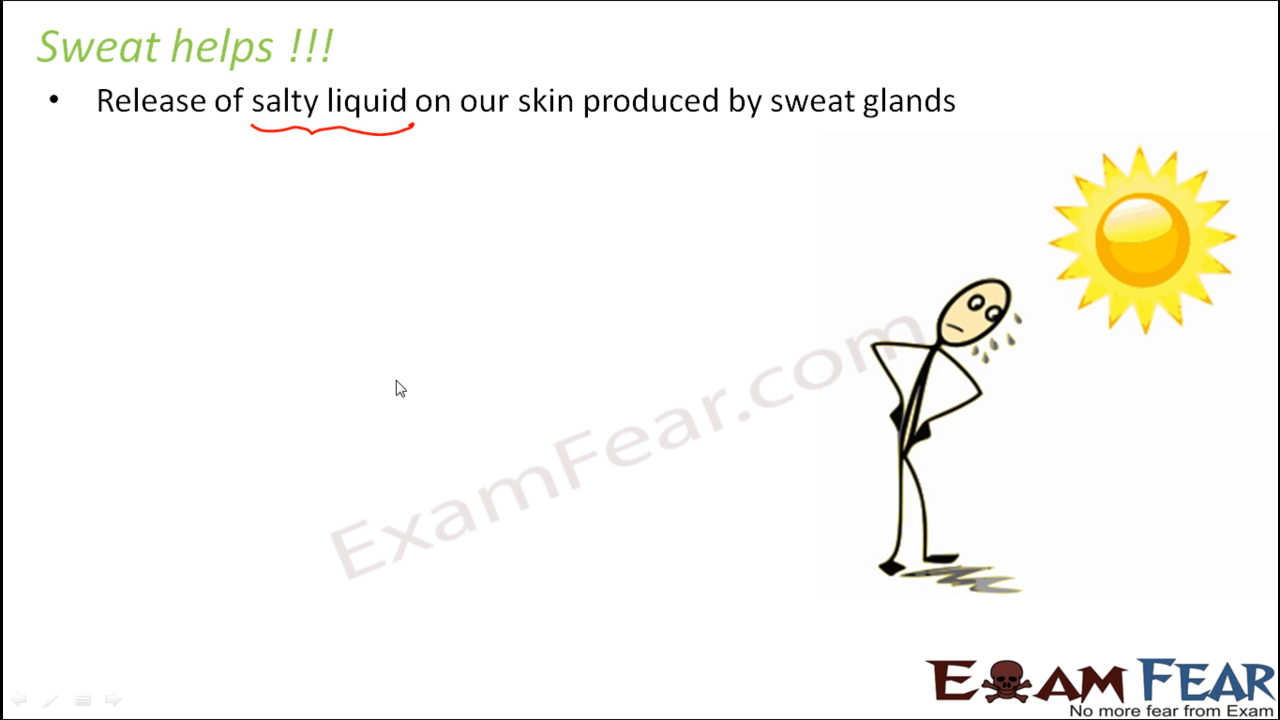 Sweat helps !!!
• Release of salty liquid on our skin produced by sweat glands
ExamFear.com
EXAM FEAR
No more fear from Exam